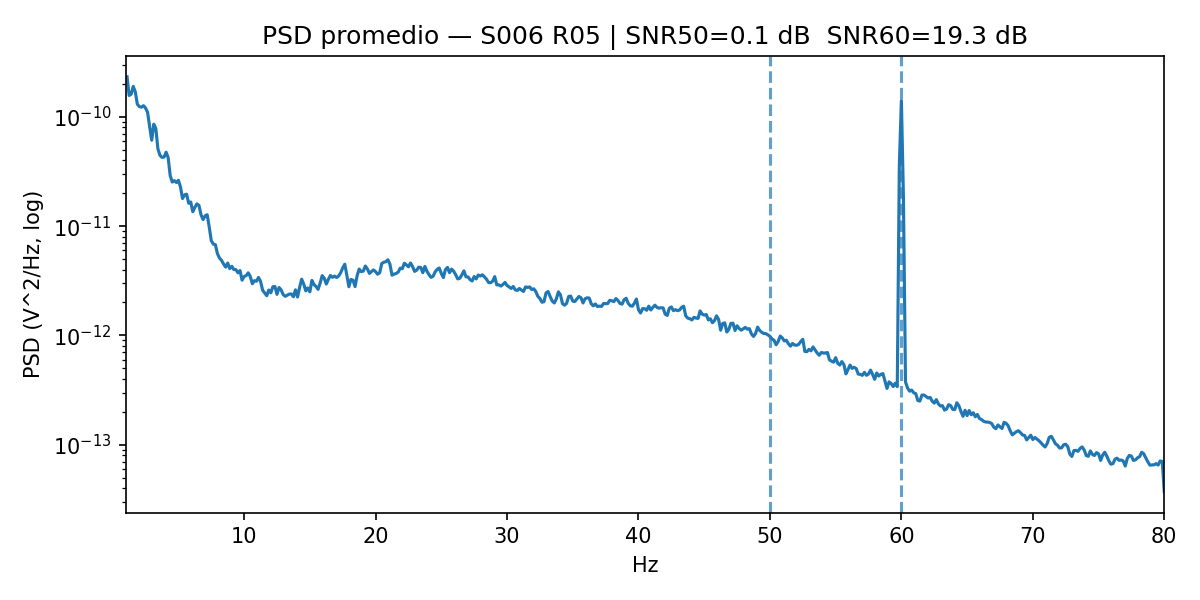 PSD promedio — S006 R05 | SNR50=0.1 dB  SNR60=19.3 dB
PSD (V^2/Hz, log)
10⁻¹⁰
10⁻¹¹
10⁻¹²
10⁻¹³
10 20 30 40 50 60 70 80
Hz